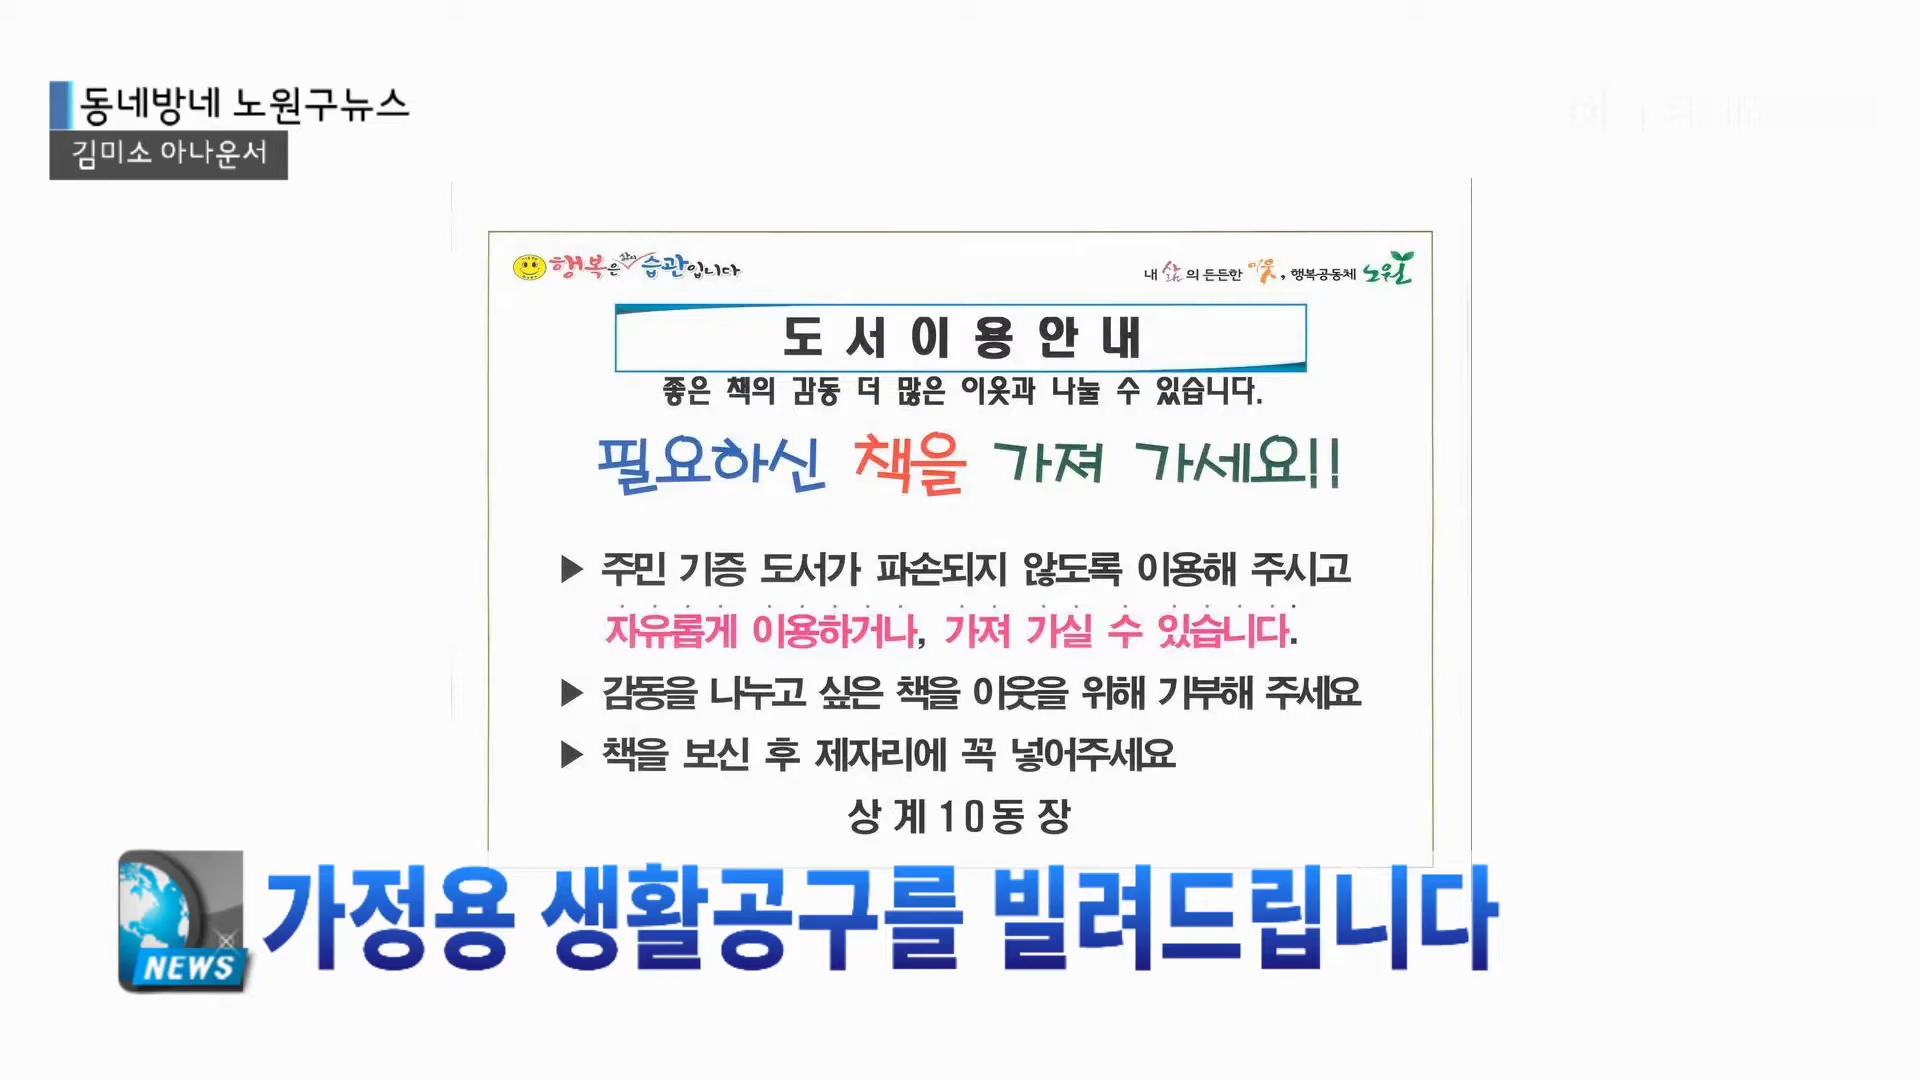 동네방네 노원구뉴스
김미소 아나운서
행복은 삶의 습관입니다
내 삶의 든든한 이웃, 행복공동체 노원
도서이용안내
좋은 책의 감동 더 많은 이웃과 나눌 수 있습니다.
필요하신 책을 가져 가세요!!
▶ 주민 기증 도서가 파손되지 않도록 이용해 주시고
자유롭게 이용하거나, 가져 가실 수 있습니다.
▶ 감동을 나누고 싶은 책을 이웃을 위해 기부해 주세요
▶ 책을 보신 후 제자리에 꼭 넣어주세요
상계10동장
NEWS 가정용 생활공구를 빌려드립니다